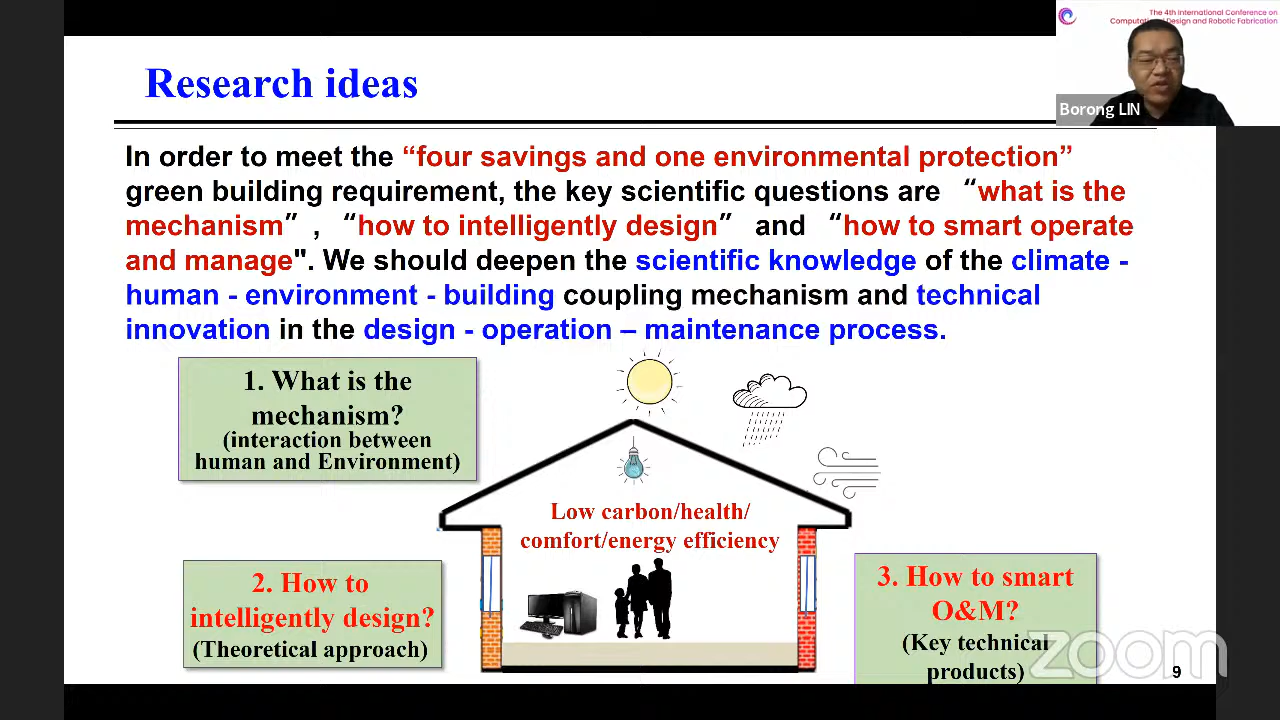 The 4th International Conference on
Computational Design and Robotic Fabrication
Borong LIN
Research ideas
In order to meet the “four savings and one environmental protection”
green building requirement, the key scientific questions are “what is the
mechanism”, “how to intelligently design” and “how to smart operate
and manage". We should deepen the scientific knowledge of the climate -
human - environment - building coupling mechanism and technical
innovation in the design - operation – maintenance process.
1. What is the
mechanism?
(interaction between
human and Environment)
Low carbon/health/
comfort/energy efficiency
2. How to
intelligently design?
(Theoretical approach)
3. How to smart
O&M?
(Key technical
products)
zoom
9